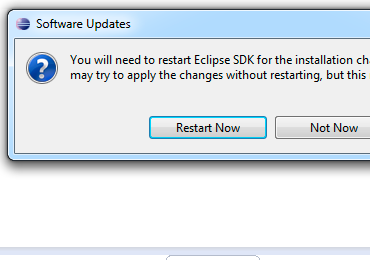 Software Updates
You will need to restart Eclipse SDK for the installation
may try to apply the changes without restarting, but this
Restart Now
Not Now